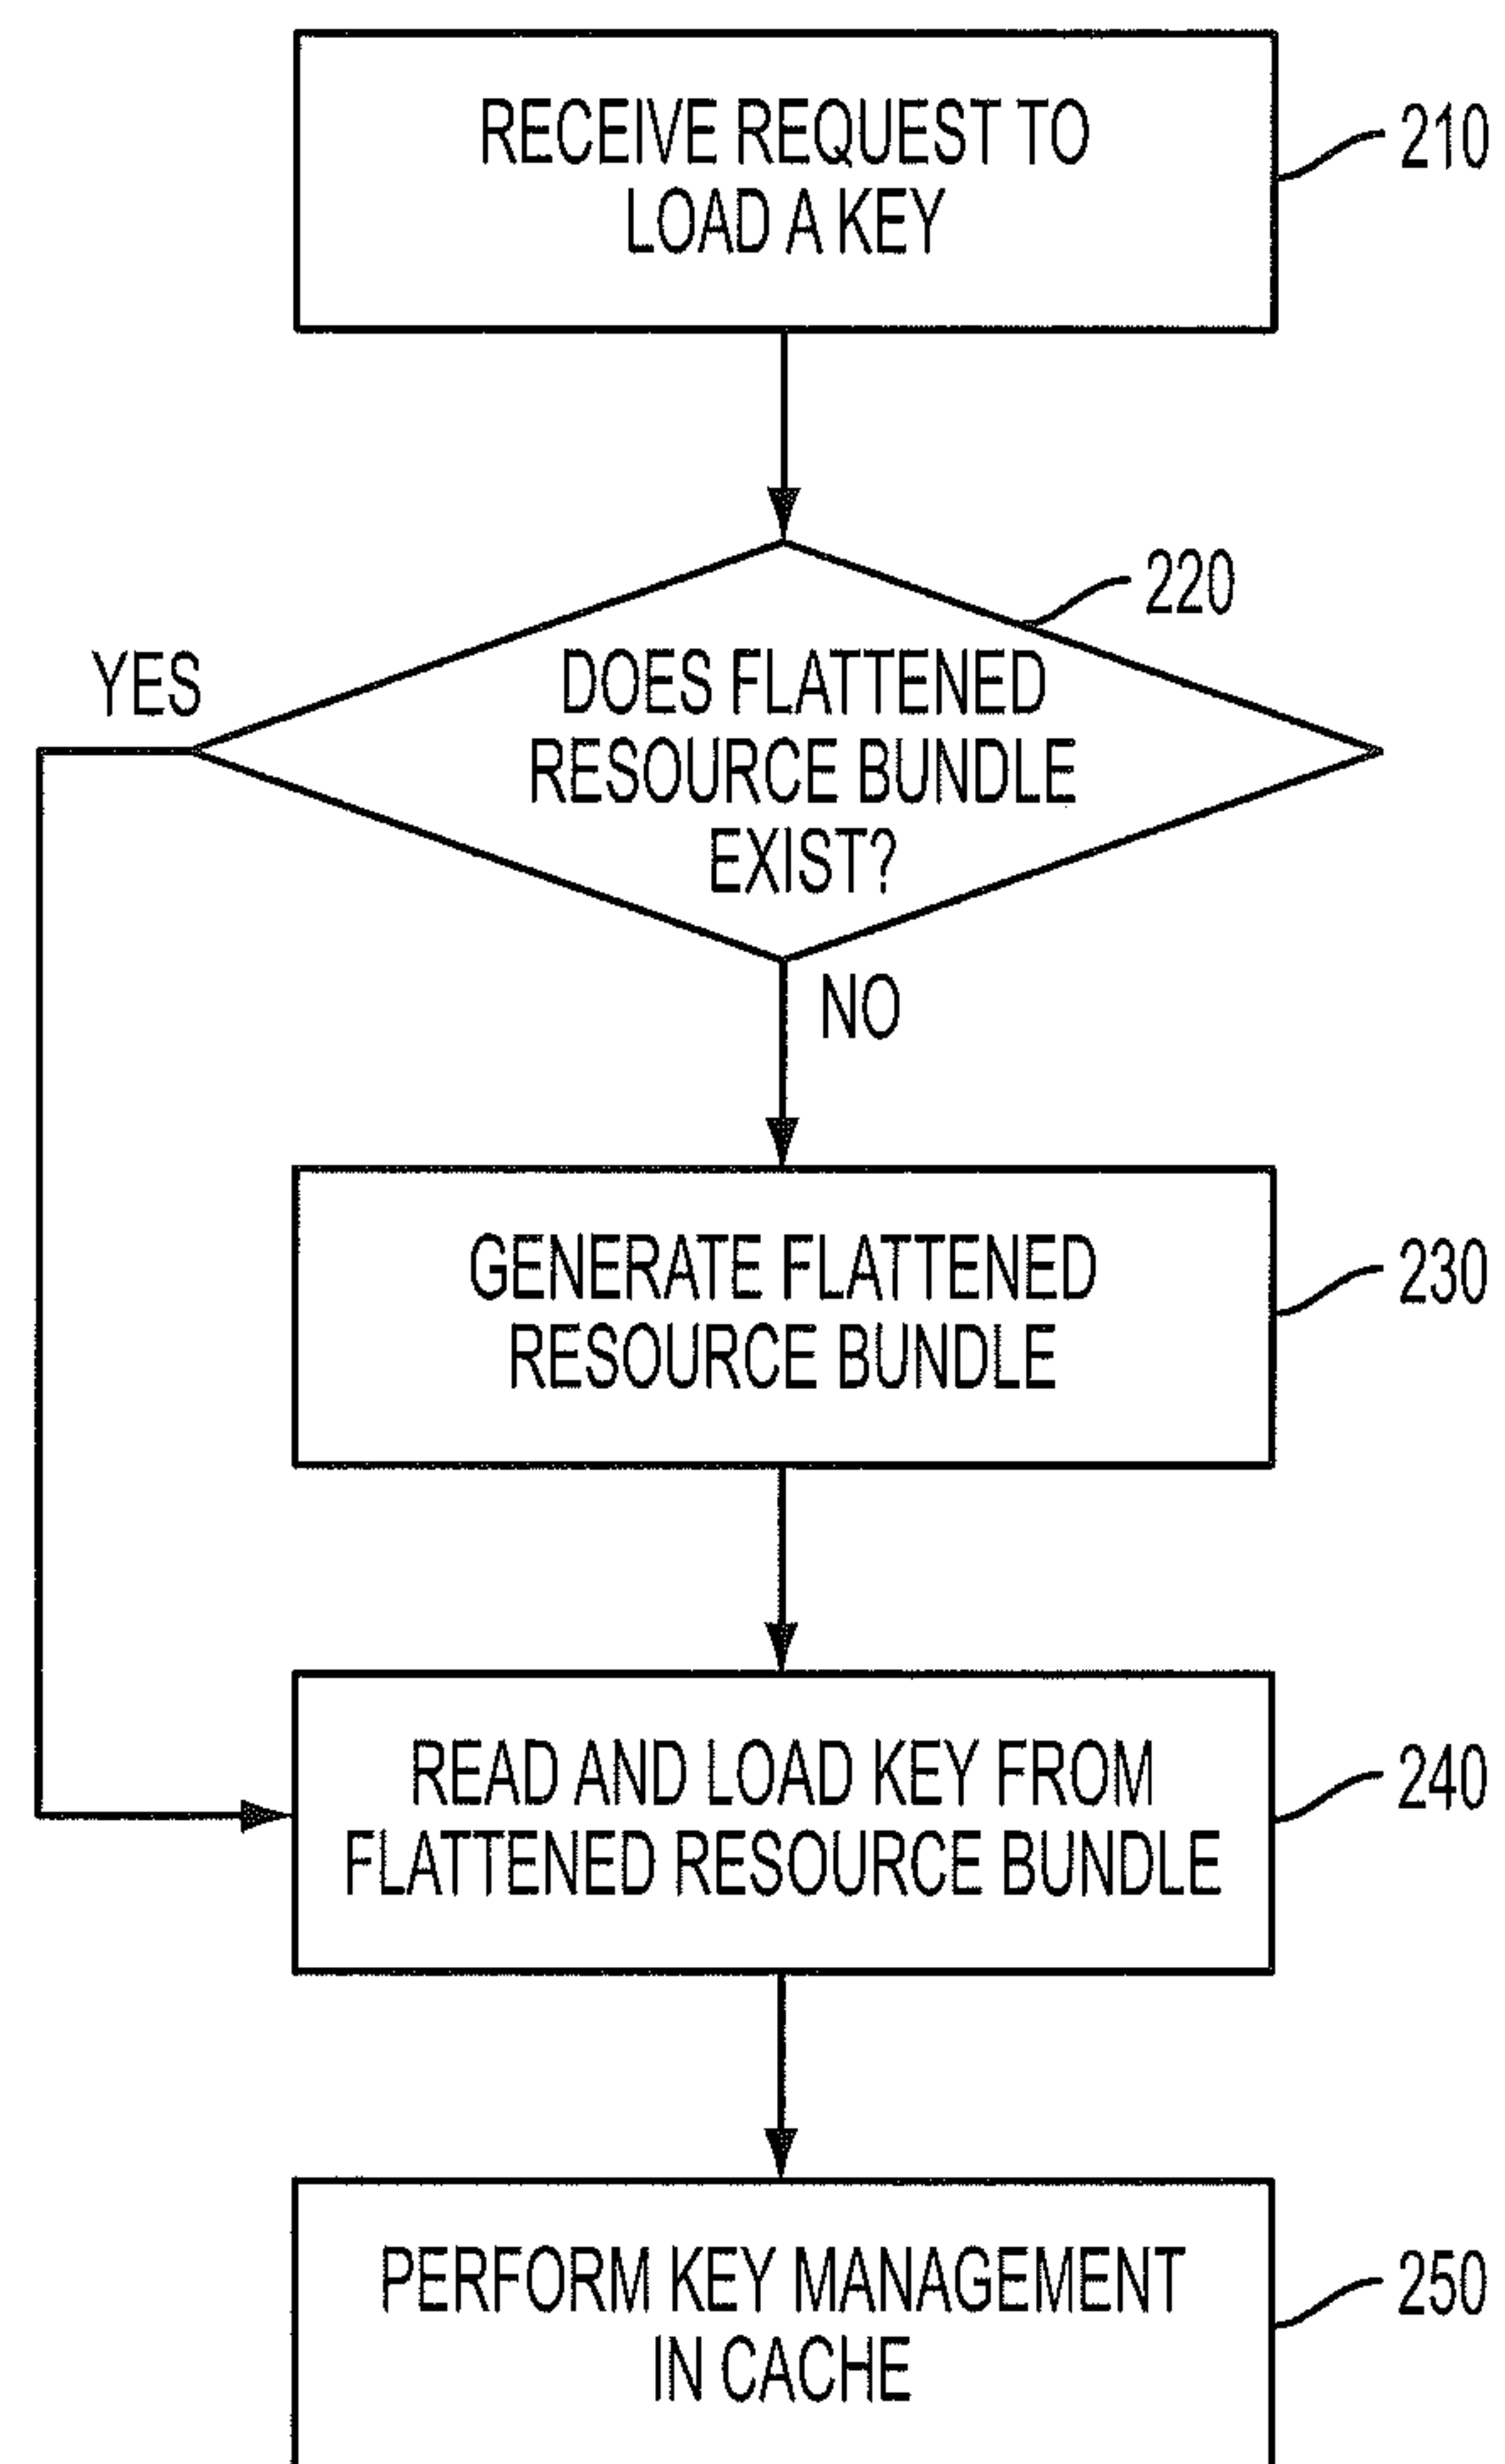 RECEIVE REQUEST TO
LOAD A KEY
210
220
DOES FLATTENED
RESOURCE BUNDLE
EXIST?
YES
NO
GENERATE FLATTENED
RESOURCE BUNDLE
230
READ AND LOAD KEY FROM
FLATTENED RESOURCE BUNDLE
240
PERFORM KEY MANAGEMENT
IN CACHE
250